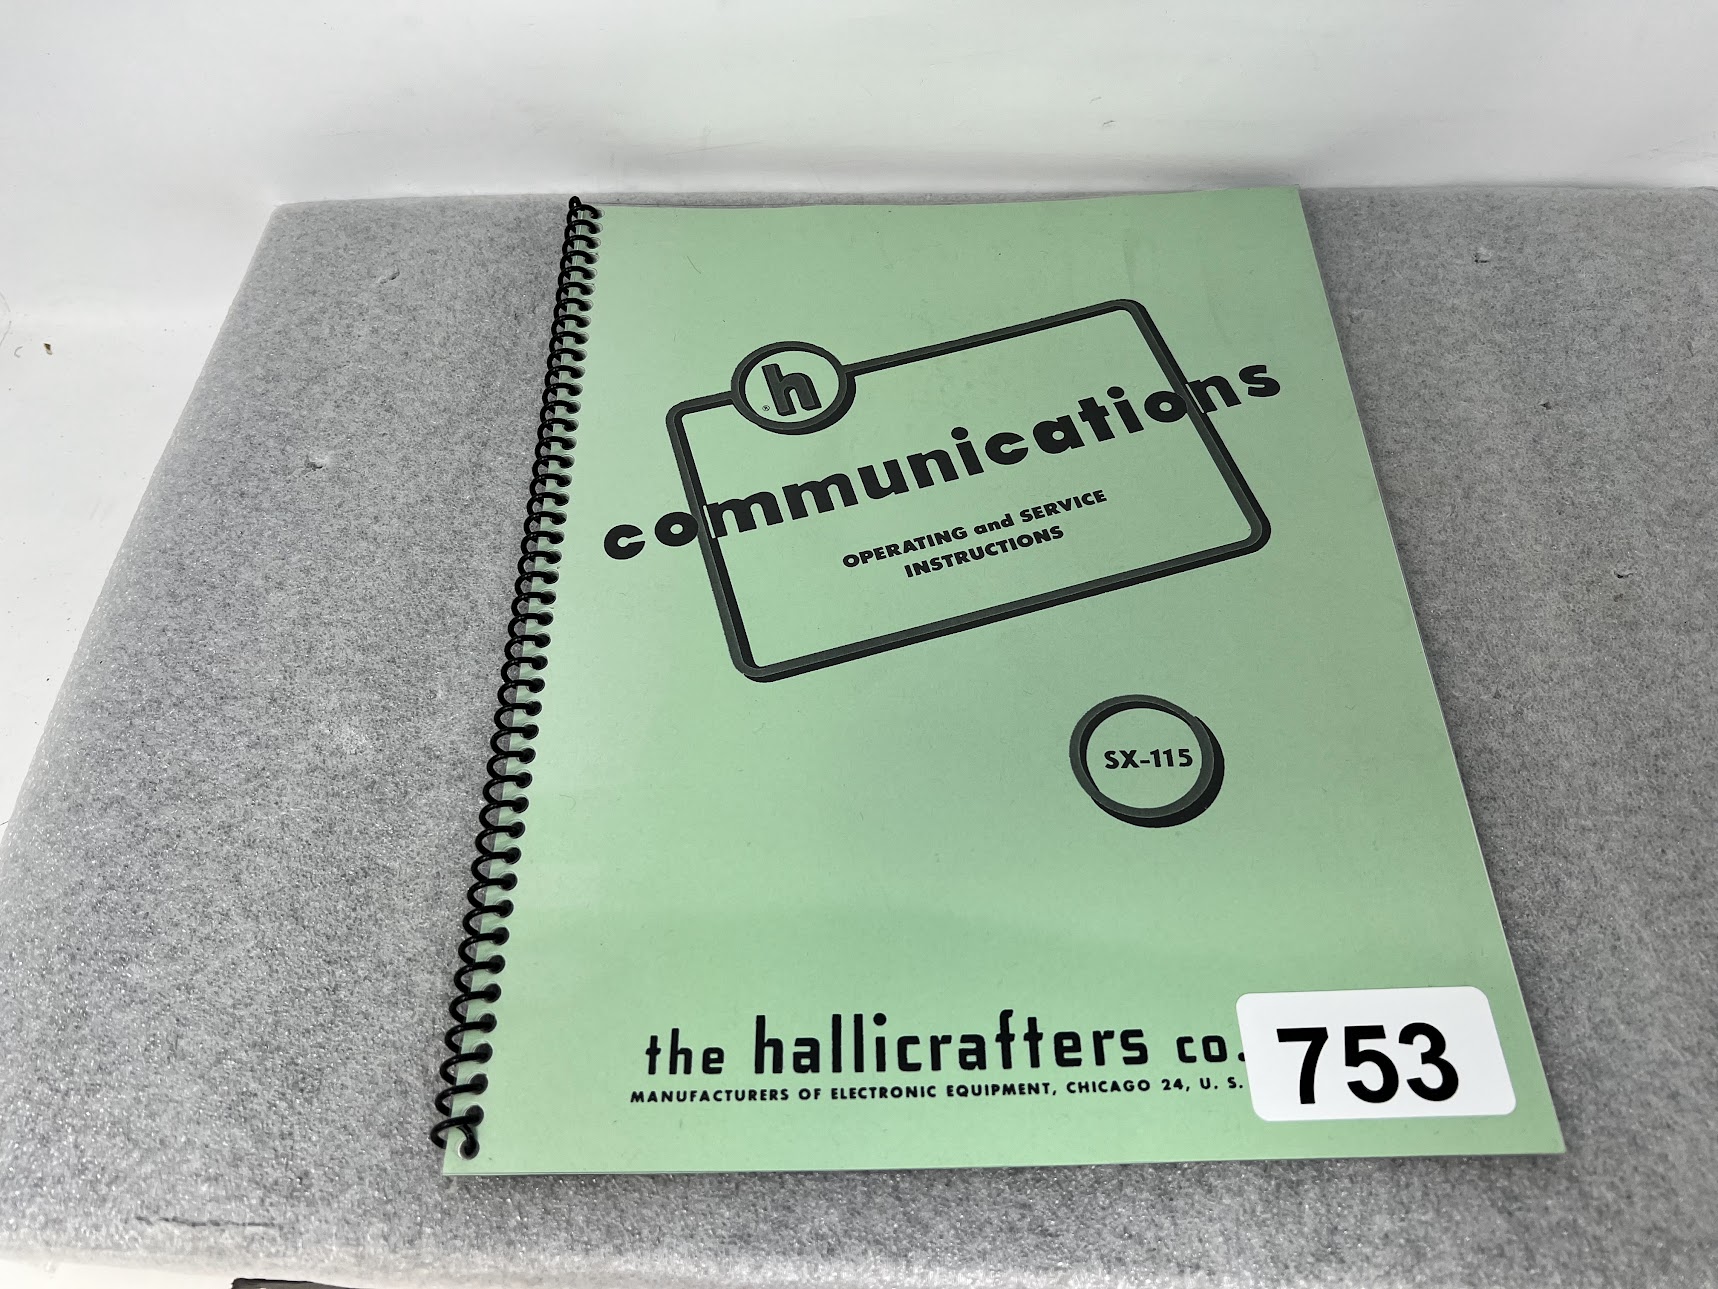 h
®
communications
OPERATING and SERVICE
INSTRUCTIONS
SX-115
the hallicrafters co.
MANUFACTURERS OF ELECTRONIC EQUIPMENT, CHICAGO 24, U. S.
753